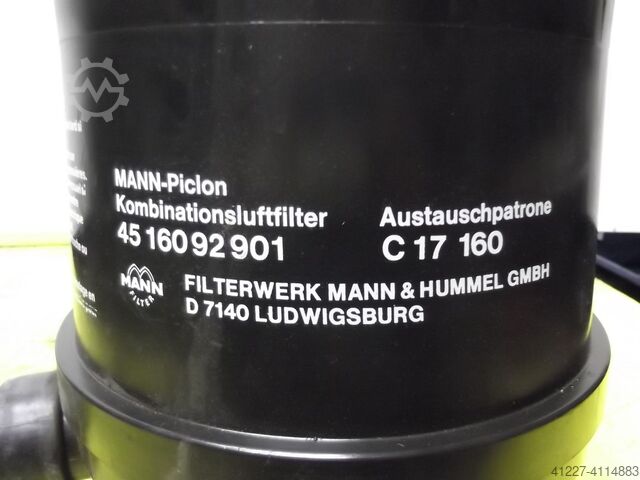 MANN-Piclon
Kombinationsluftfilter
45 160 92 901
Austauschpatrone
C 17 160
MANN
FILTER
FILTERWERK MANN & HUMMEL GMBH
D 7140 LUDWIGSBURG
41227-4114883